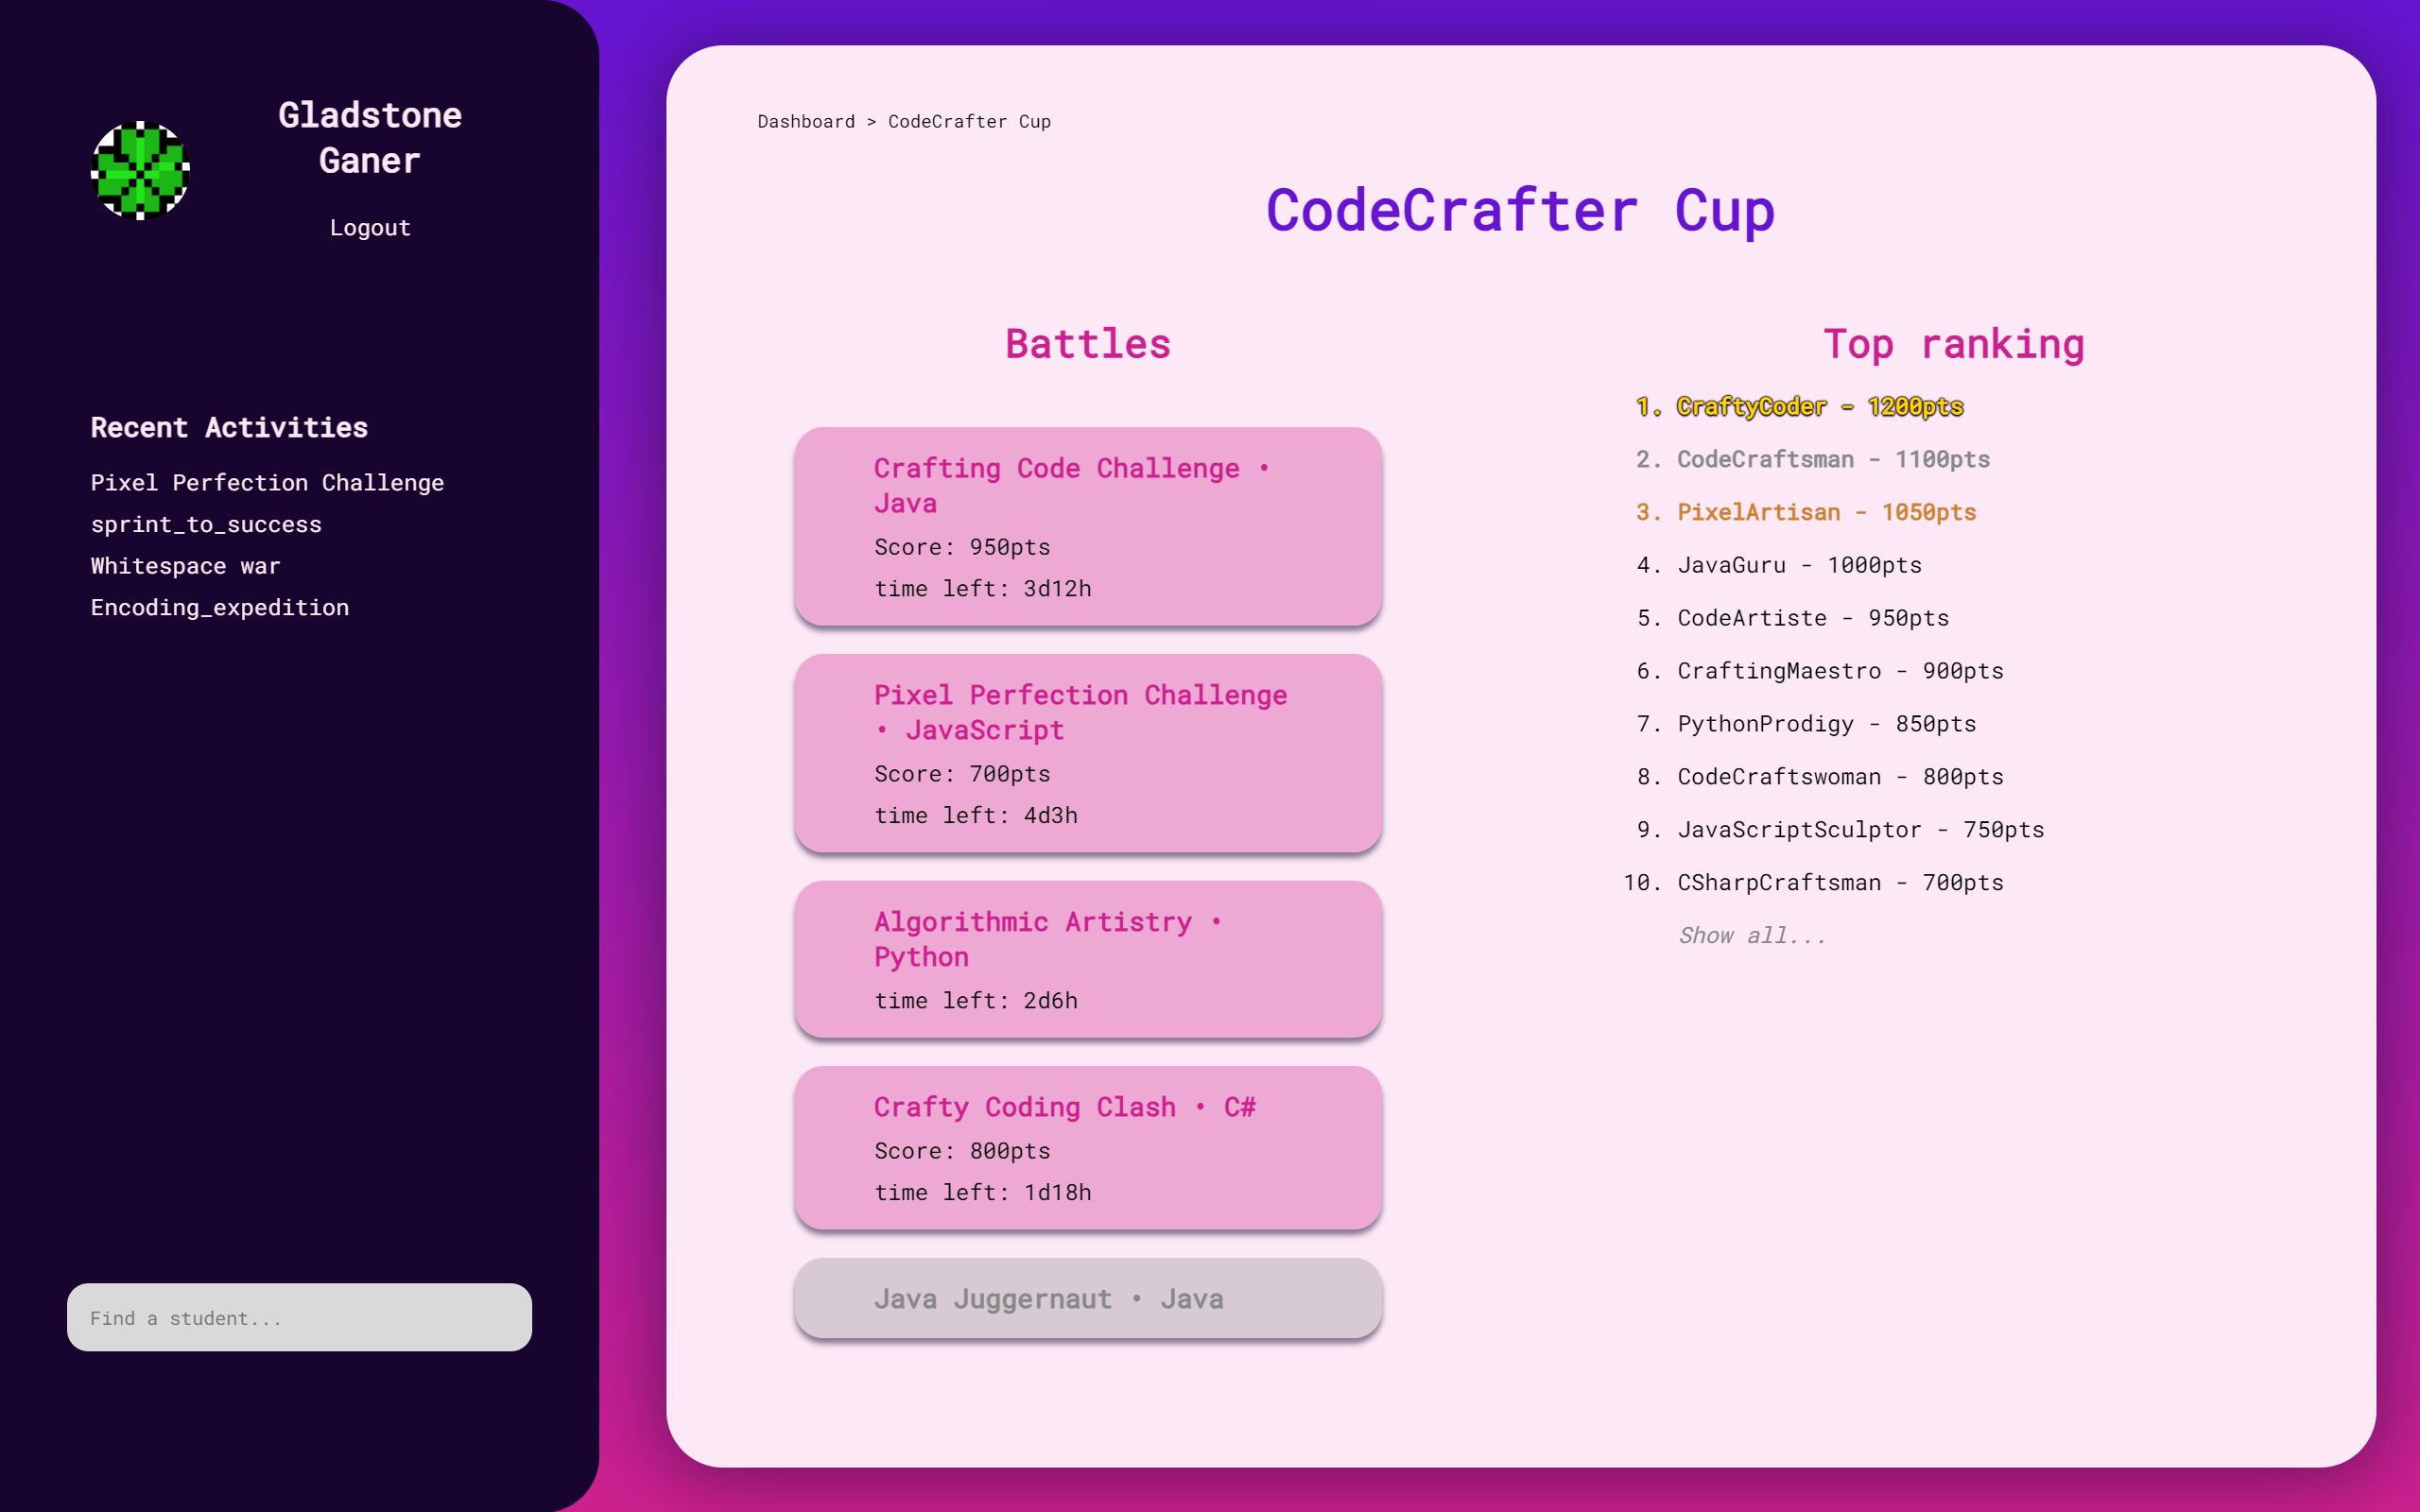 Gladstone
Ganer
Logout
Recent Activities
Pixel Perfection Challenge
sprint_to_success
Whitespace war
Encoding_expedition
Find a student...
Dashboard > CodeCrafter Cup
CodeCrafter Cup
Battles
Crafting Code Challenge •
Java
Score: 950pts
time left: 3d12h
Pixel Perfection Challenge
• JavaScript
Score: 700pts
time left: 4d3h
Algorithmic Artistry •
Python
time left: 2d6h
Crafty Coding Clash • C#
Score: 800pts
time left: 1d18h
Java Juggernaut • Java
Top ranking
1. CraftyCoder - 1200pts
2. CodeCraftsman - 1100pts
3. PixelArtisan - 1050pts
4. JavaGuru - 1000pts
5. CodeArtiste - 950pts
6. CraftingMaestro - 900pts
7. PythonProdigy - 850pts
8. CodeCraftswoman - 800pts
9. JavaScriptSculptor - 750pts
10. CSharpCraftsman - 700pts
Show all...